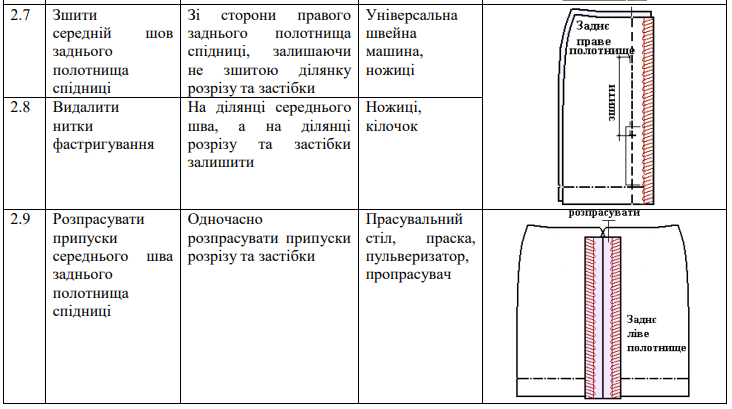 2.7
Зшити
середній шов
заднього
полотнища
спідниці
Зі сторони правого
заднього полотнища
спідниці, залишаючи
не зшитою ділянку
розрізу та застібки
Універсальна
швейна
машина,
ножиці
Заднє
праве
полотнище
зшити
2.8
Видалити
нитки
фастригування
На ділянці середнього
шва, а на ділянці
розрізу та застібки
залишити
Ножиці,
кілочок
2.9
Розпрасувати
припуски
середнього шва
заднього
полотнища
спідниці
Одночасно
розпрасувати припуски
розрізу та застібки
Прасувальний
стіл, праска,
пульверизатор,
пропрасувач
розпрасувати
Заднє
ліве
полотнище